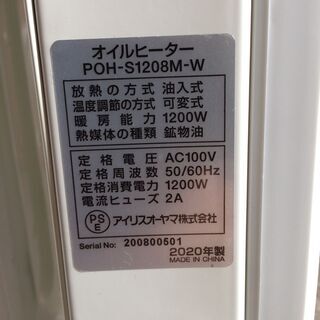 オイルヒーター
POH-S1208M-W
放熱の方式 油入式
温度調節の方式 可変式
暖房能力 1200W
熱媒体の種類 鉱物油
定格電圧 AC100V
定格周波数 50/60Hz
定格消費電力 1200W
電流ヒューズ 2A
PS
E
アイリスオーヤマ株式会社
Serial No: 200800501
2020年製
MADE IN CHINA